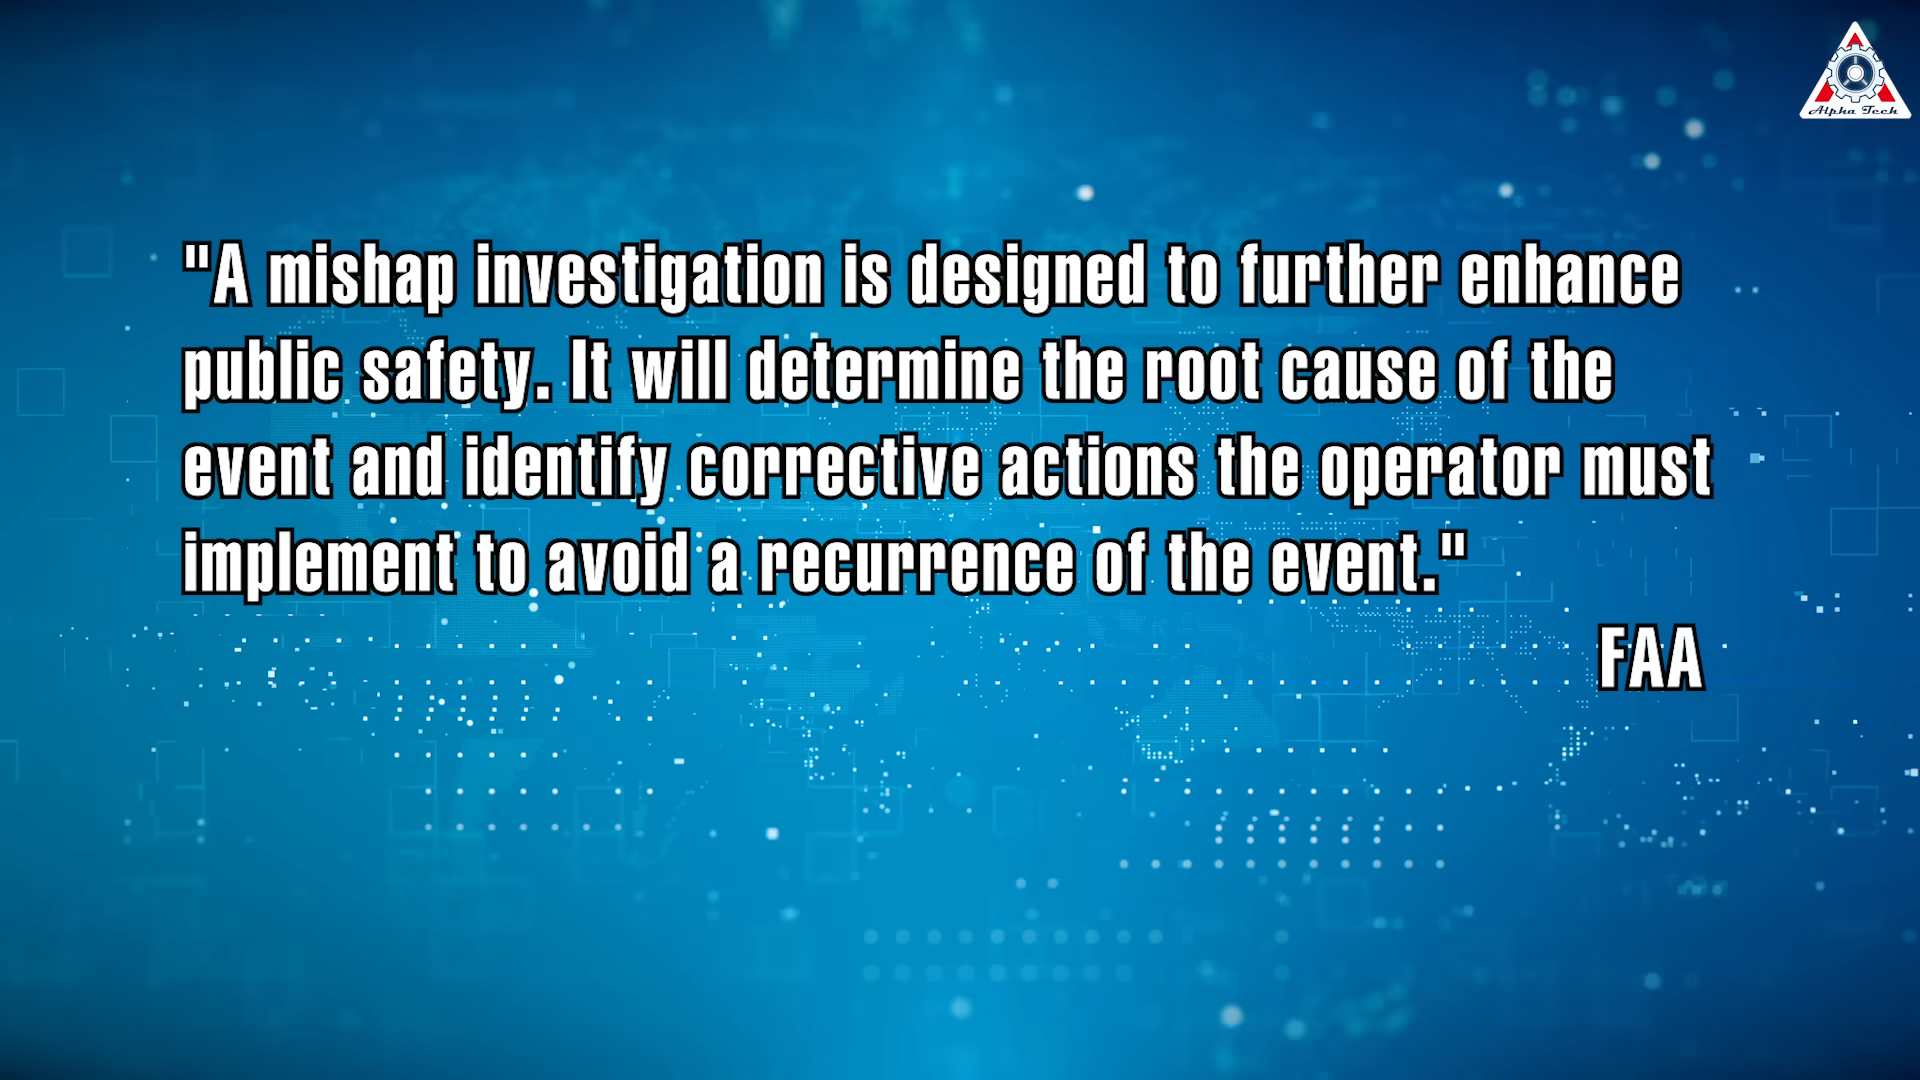 Alpha Tech
"A mishap investigation is designed to further enhance
public safety. It will determine the root cause of the
event and identify corrective actions the operator must
implement to avoid a recurrence of the event."
FAA